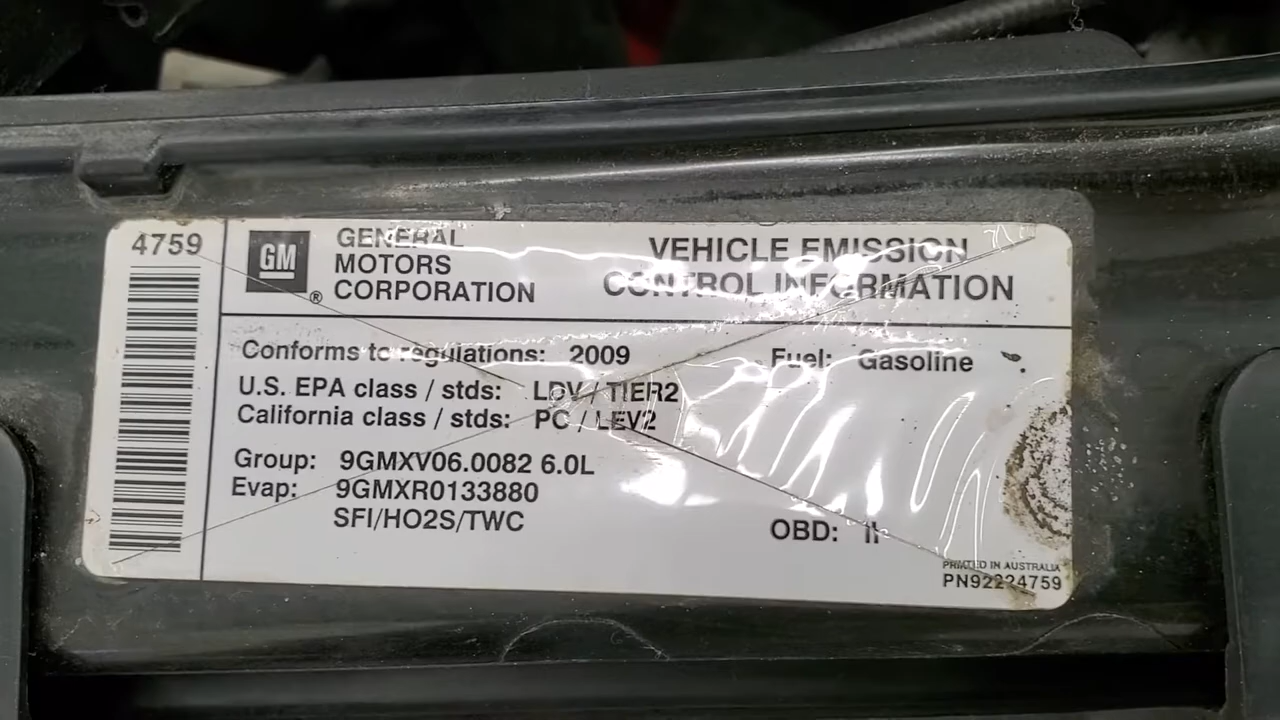 4759
GM
®
GENERAL
MOTORS
CORPORATION
VEHICLE EMISSION
CONTROL INFORMATION
Conforms to regulations: 2009
Fuel: Gasoline
U.S. EPA class / stds: LDV / TIER2
California class / stds: PC / LEV2
Group: 9GMXV06.0082 6.0L
Evap: 9GMXR0133880
SFI/HO2S/TWC
OBD: II
PRINTED IN AUSTRALIA
PN92224759